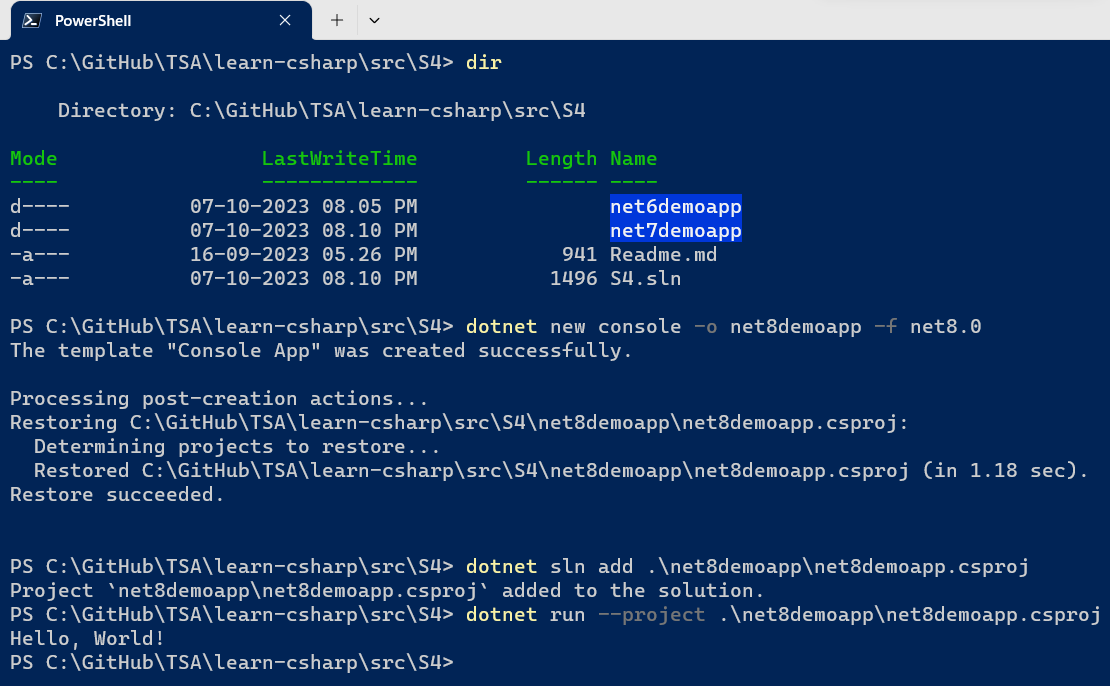 PowerShell
PS C:\GitHub\TSA\learn-csharp\src\S4> dir
Directory: C:\GitHub\TSA\learn-csharp\src\S4
Mode                 LastWriteTime         Length Name
----                 -------------         ------ ----
d----          07-10-2023 08.05 PM                net6demoapp
d----          07-10-2023 08.10 PM                net7demoapp
-a---          16-09-2023 05.26 PM            941 Readme.md
-a---          07-10-2023 08.10 PM           1496 S4.sln
PS C:\GitHub\TSA\learn-csharp\src\S4> dotnet new console -o net8demoapp -f net8.0
The template "Console App" was created successfully.
Processing post-creation actions...
Restoring C:\GitHub\TSA\learn-csharp\src\S4\net8demoapp\net8demoapp.csproj:
  Determining projects to restore...
  Restored C:\GitHub\TSA\learn-csharp\src\S4\net8demoapp\net8demoapp.csproj (in 1.18 sec).
Restore succeeded.
PS C:\GitHub\TSA\learn-csharp\src\S4> dotnet sln add .\net8demoapp\net8demoapp.csproj
Project `net8demoapp\net8demoapp.csproj` added to the solution.
PS C:\GitHub\TSA\learn-csharp\src\S4> dotnet run --project .\net8demoapp\net8demoapp.csproj
Hello, World!
PS C:\GitHub\TSA\learn-csharp\src\S4>